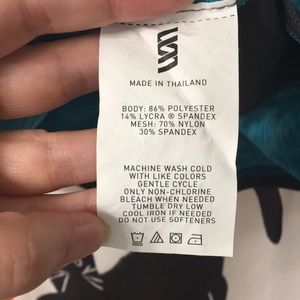 MADE IN THAILAND
BODY: 86% POLYESTER
14% LYCRA ® SPANDEX
MESH: 70% NYLON
30% SPANDEX
MACHINE WASH COLD
WITH LIKE COLORS
GENTLE CYCLE
ONLY NON-CHLORINE
BLEACH WHEN NEEDED
TUMBLE DRY LOW
COOL IRON IF NEEDED
DO NOT USE SOFTENERS